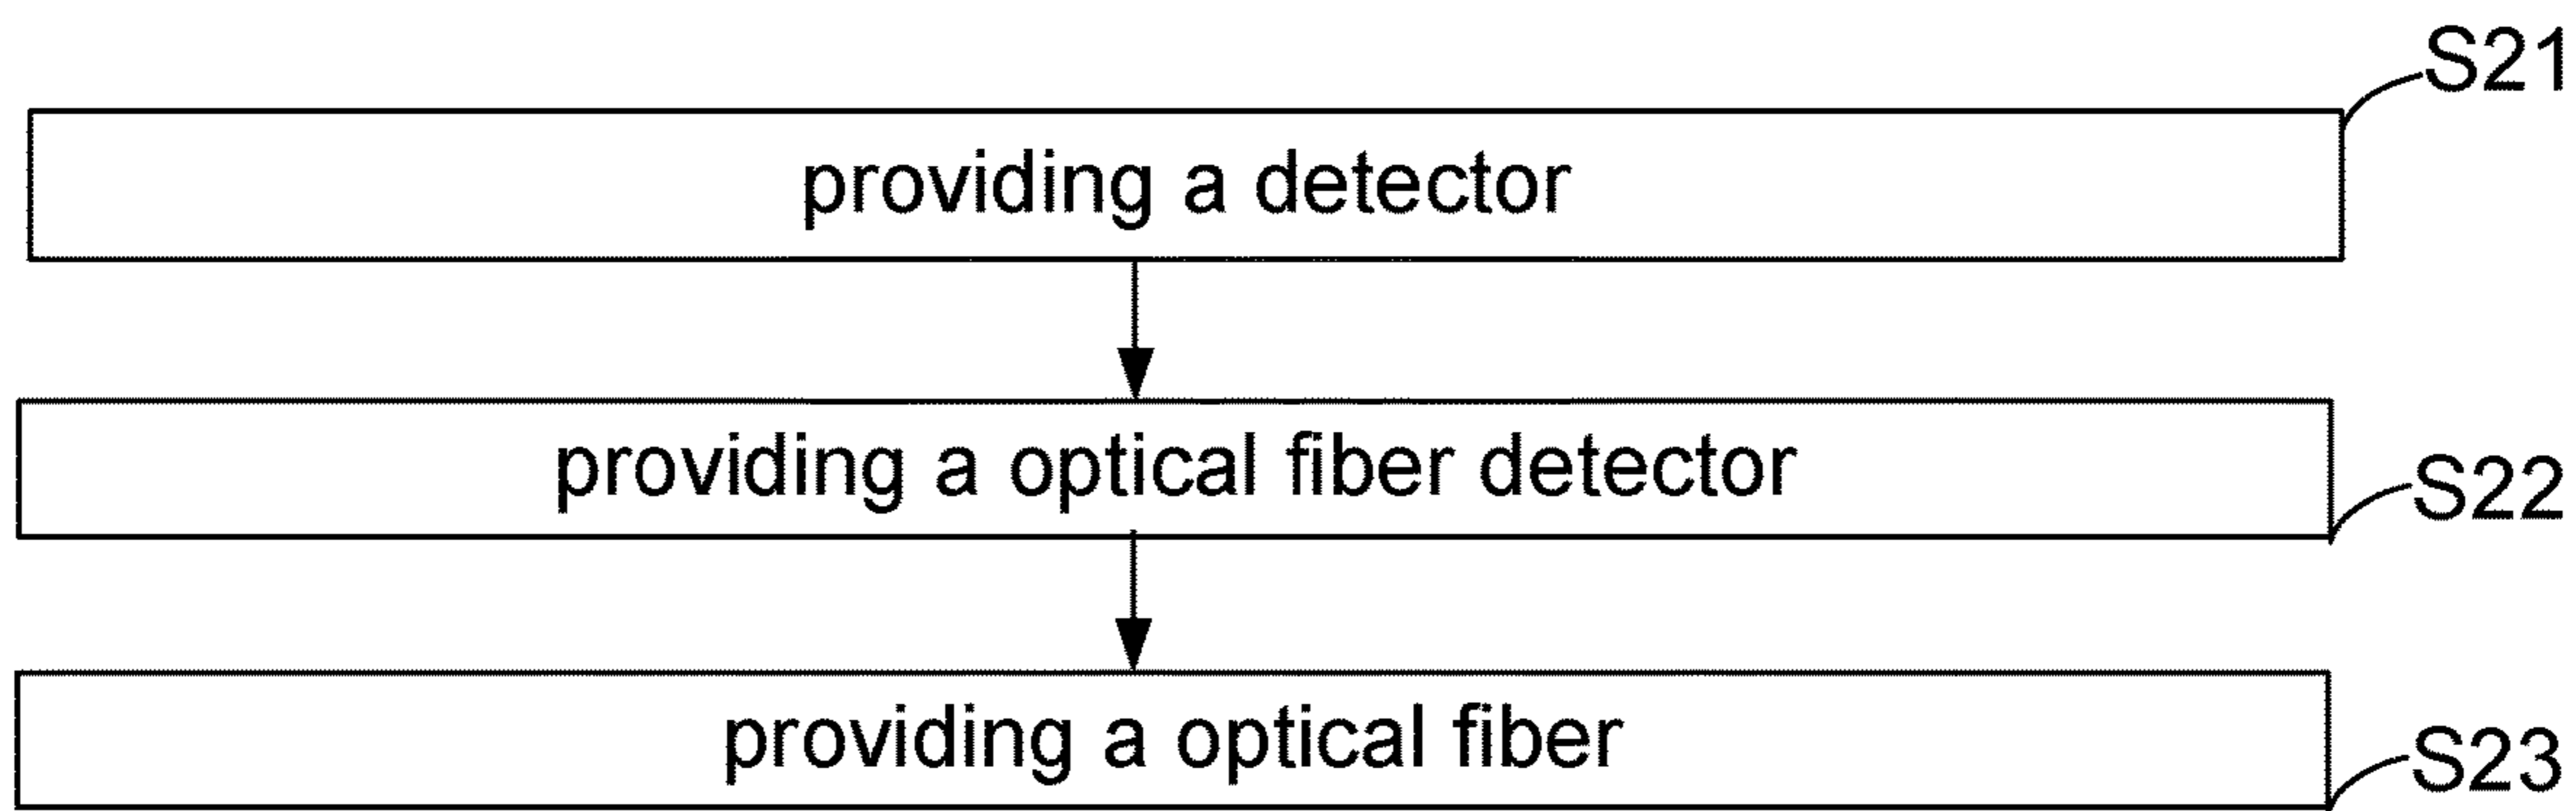 S21
providing a detector
providing a optical fiber detector
S22
providing a optical fiber
S23